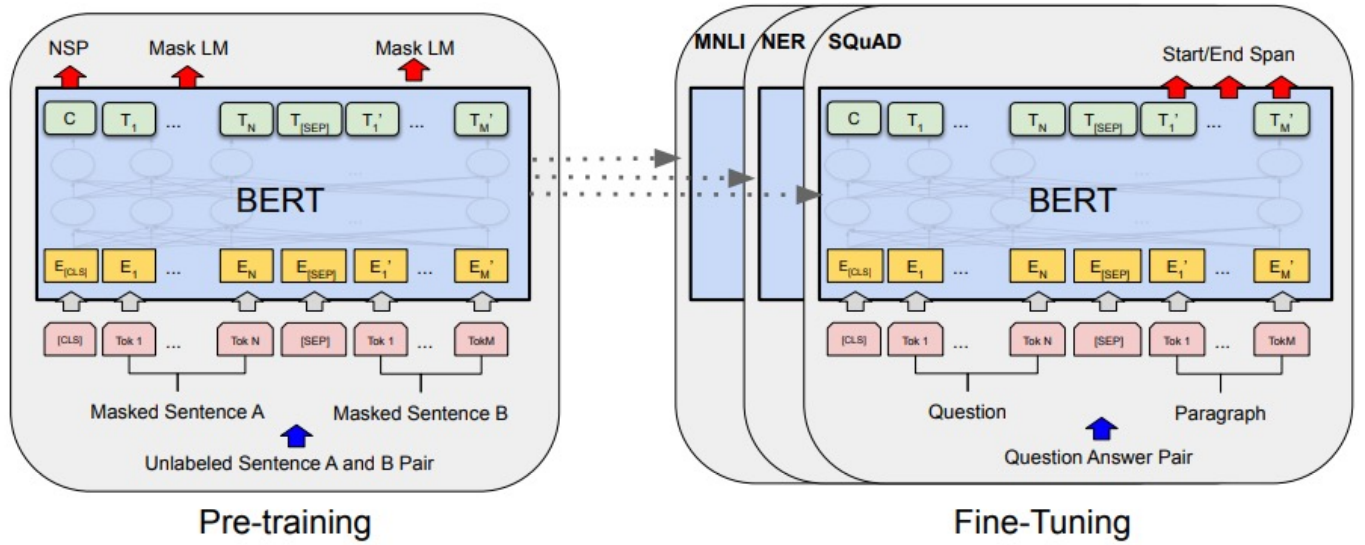 NSP Mask LM Mask LM
C T1 ... TN T[SEP] T1' ... TM'
...
BERT
...
E[CLS] E1 ... EN E[SEP] E1' ... EM'
[CLS] Tok 1 ... Tok N [SEP] Tok 1 ... TokM
Masked Sentence A Masked Sentence B
Unlabeled Sentence A and B Pair
Pre-training
MNLI NER SQuAD
Start/End Span
C T1 ... TN T[SEP] T1' ... TM'
...
BERT
...
E[CLS] E1 ... EN E[SEP] E1' ... EM'
[CLS] Tok 1 ... Tok N [SEP] Tok 1 ... TokM
Question Paragraph
Question Answer Pair
Fine-Tuning